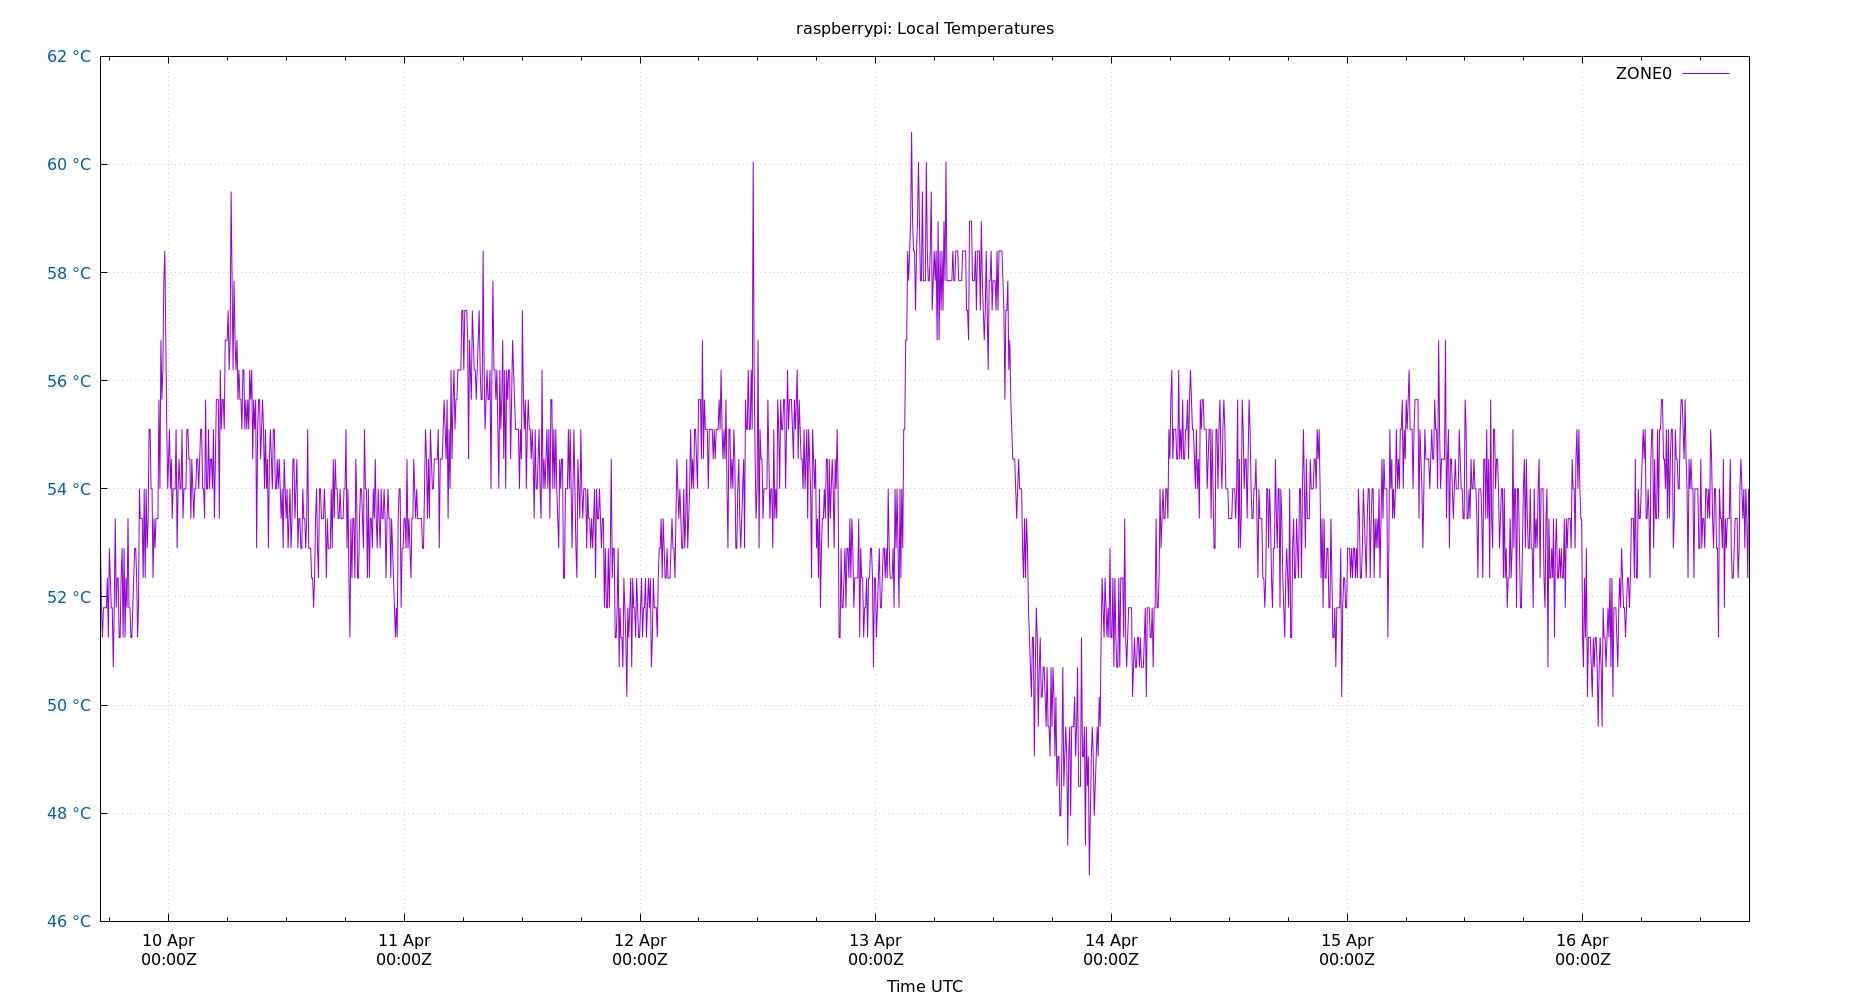 raspberrypi: Local Temperatures
62 °C
ZONE0
60 °C
58 °C
56 °C
54 °C
52 °C
50 °C
48 °C
46 °C
10 Apr 11 Apr 12 Apr 13 Apr 14 Apr 15 Apr 16 Apr
00:00Z 00:00Z 00:00Z 00:00Z 00:00Z 00:00Z 00:00Z
Time UTC